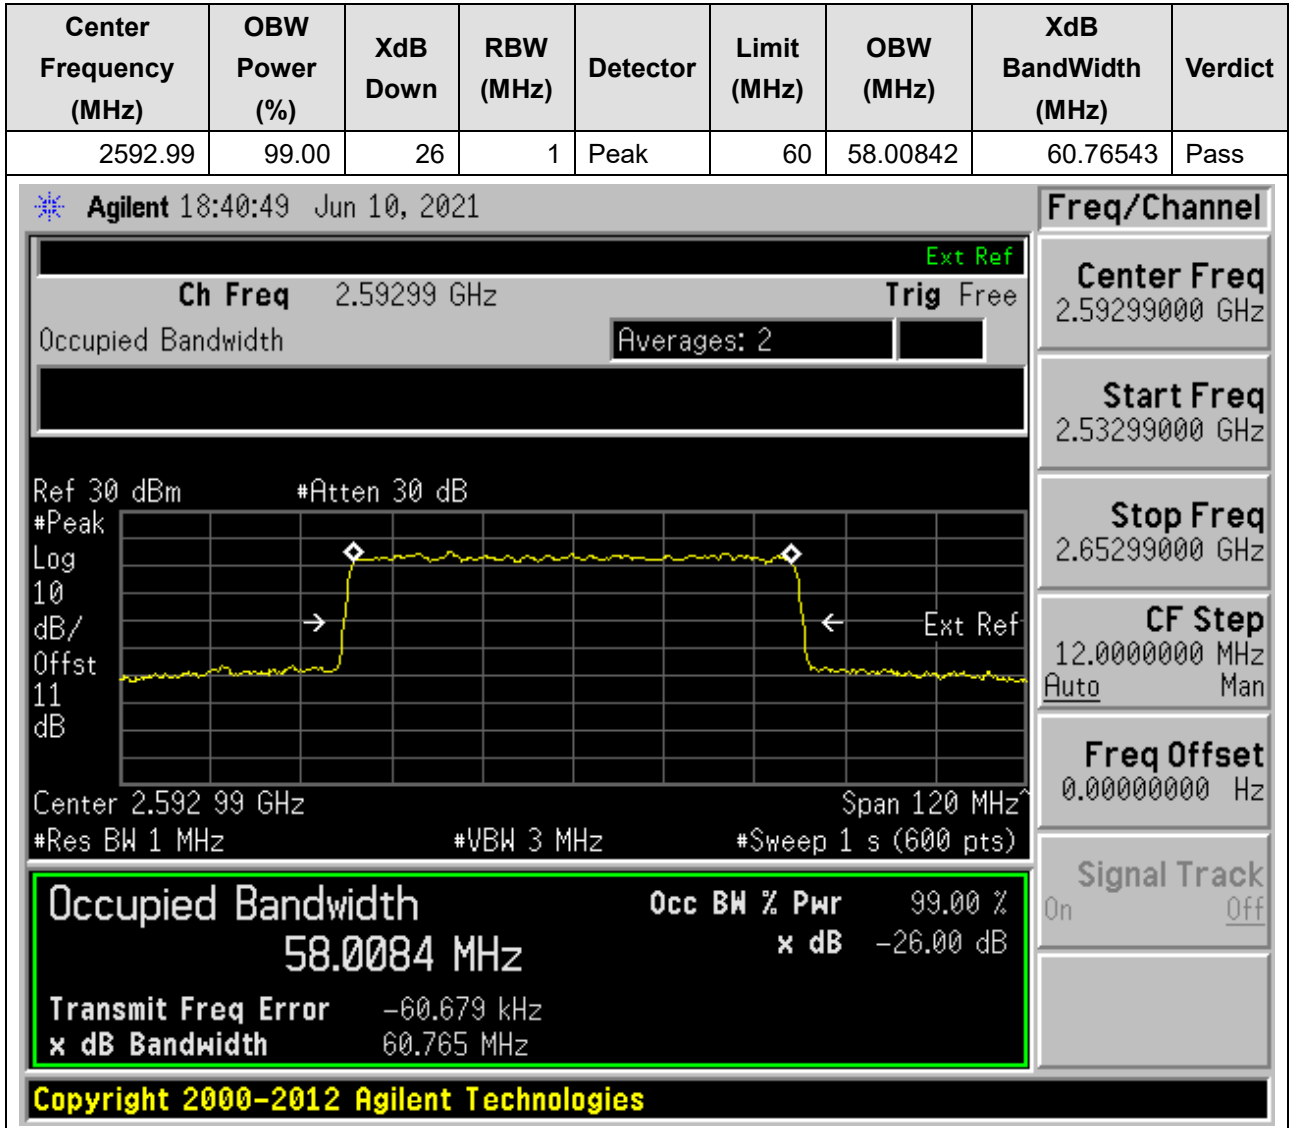 Center Frequency (MHz) OBW Power (%) XdB Down RBW (MHz) Detector Limit (MHz) OBW (MHz) XdB BandWidth (MHz) Verdict
2592.99 99.00 26 1 Peak 60 58.00842 60.76543 Pass
Agilent 18:40:49 Jun 10, 2021
Freq/Channel
Ext Ref
Ch Freq 2.59299 GHz Trig Free
Occupied Bandwidth Averages: 2
Center Freq
2.59299000 GHz
Start Freq
2.53299000 GHz
Stop Freq
2.65299000 GHz
CF Step
12.0000000 MHz
Auto Man
Freq Offset
0.00000000 Hz
Signal Track
On Off
Ref 30 dBm #Atten 30 dB
#Peak
Log
10
dB/
Offst
11
dB
Ext Ref
Center 2.592 99 GHz Span 120 MHz^
#Res BW 1 MHz #VBW 3 MHz #Sweep 1 s (600 pts)
Occupied Bandwidth
58.0084 MHz
Occ BW % Pwr 99.00 %
x dB -26.00 dB
Transmit Freq Error -60.679 kHz
x dB Bandwidth 60.765 MHz
Copyright 2000-2012 Agilent Technologies